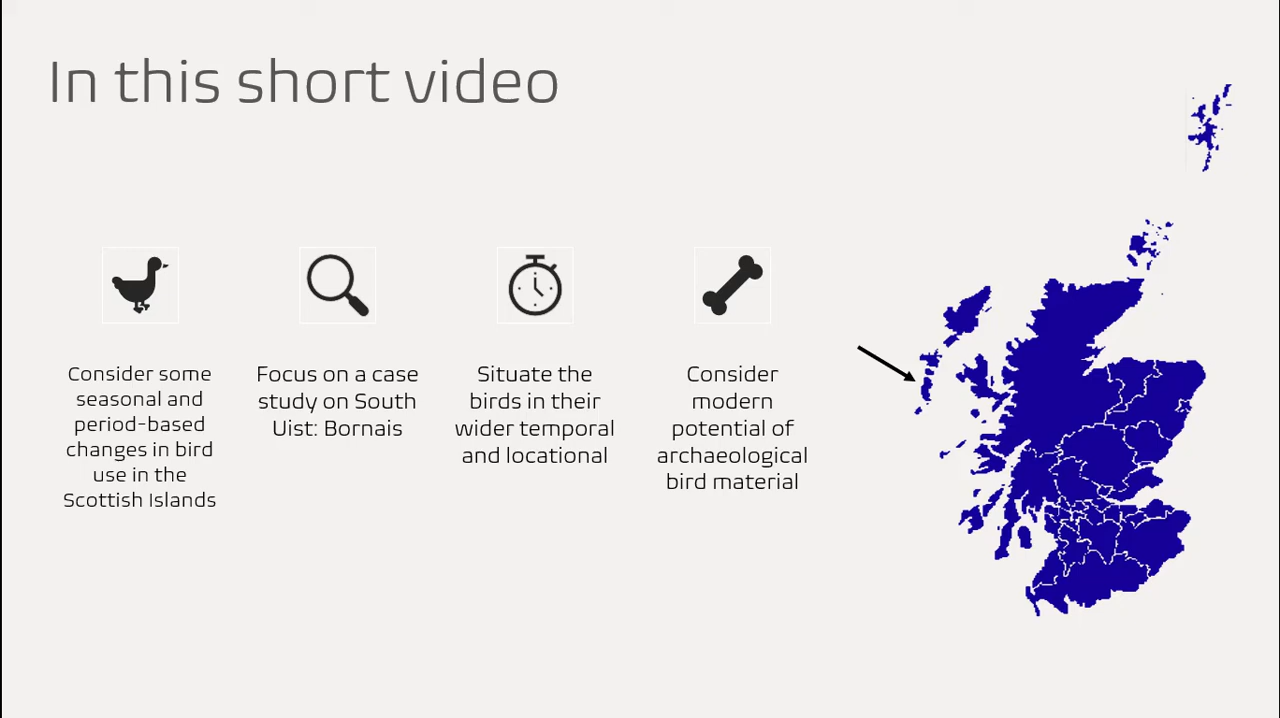 In this short video
Consider some
seasonal and
period-based
changes in bird
use in the
Scottish Islands
Focus on a case
study on South
Uist: Bornais
Situate the
birds in their
wider temporal
and locational
Consider
modern
potential of
archaeological
bird material